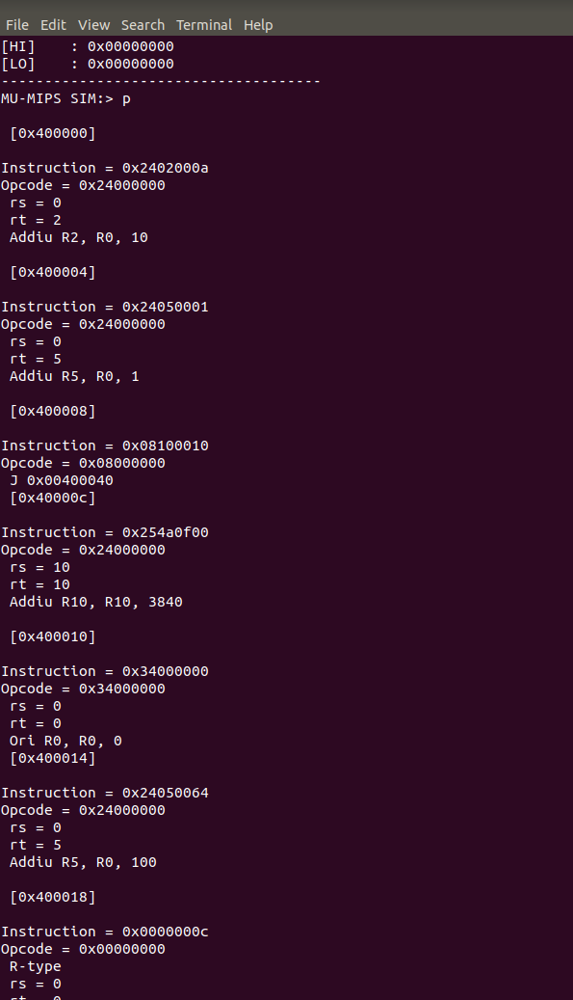 File Edit View Search Terminal Help
[HI]    : 0x00000000
[LO]    : 0x00000000
-------------------------------------
MU-MIPS SIM:> p
[0x400000]
Instruction = 0x2402000a
Opcode = 0x24000000
rs = 0
rt = 2
Addiu R2, R0, 10
[0x400004]
Instruction = 0x24050001
Opcode = 0x24000000
rs = 0
rt = 5
Addiu R5, R0, 1
[0x400008]
Instruction = 0x08100010
Opcode = 0x08000000
J 0x00400040
[0x40000c]
Instruction = 0x254a0f00
Opcode = 0x24000000
rs = 10
rt = 10
Addiu R10, R10, 3840
[0x400010]
Instruction = 0x34000000
Opcode = 0x34000000
rs = 0
rt = 0
Ori R0, R0, 0
[0x400014]
Instruction = 0x24050064
Opcode = 0x24000000
rs = 0
rt = 5
Addiu R5, R0, 100
[0x400018]
Instruction = 0x0000000c
Opcode = 0x00000000
R-type
rs = 0